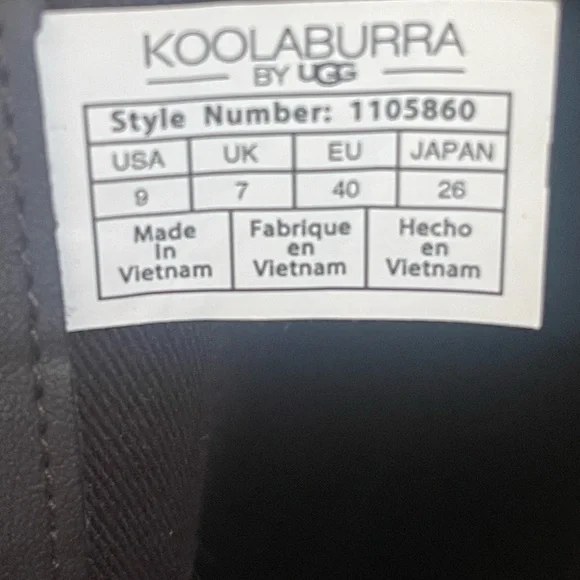 KOOLABURRA
BY UGG
Style Number: 1105860
USA UK EU JAPAN
9 7 40 26
Made In Vietnam
Fabrique en Vietnam
Hecho en Vietnam